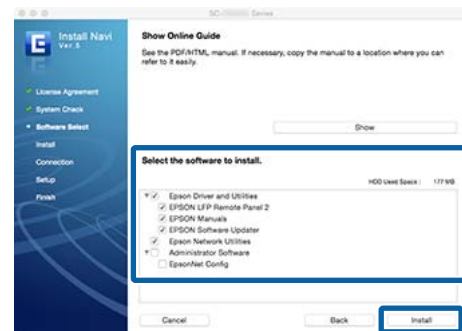 SC- Series
Install Navi
Ver.5
License Agreement
System Check
Software Select
Install
Connection
Setup
Finish
Show Online Guide
See the PDF/HTML manual. If necessary, copy the manual to a location where you can
refer to it easily.
Show
Select the software to install.
HDD Used Space : 177 MB
Epson Driver and Utilities
EPSON LFP Remote Panel 2
EPSON Manuals
EPSON Software Updater
Epson Network Utilities
Administrator Software
EpsonNet Config
Cancel
Back
Install